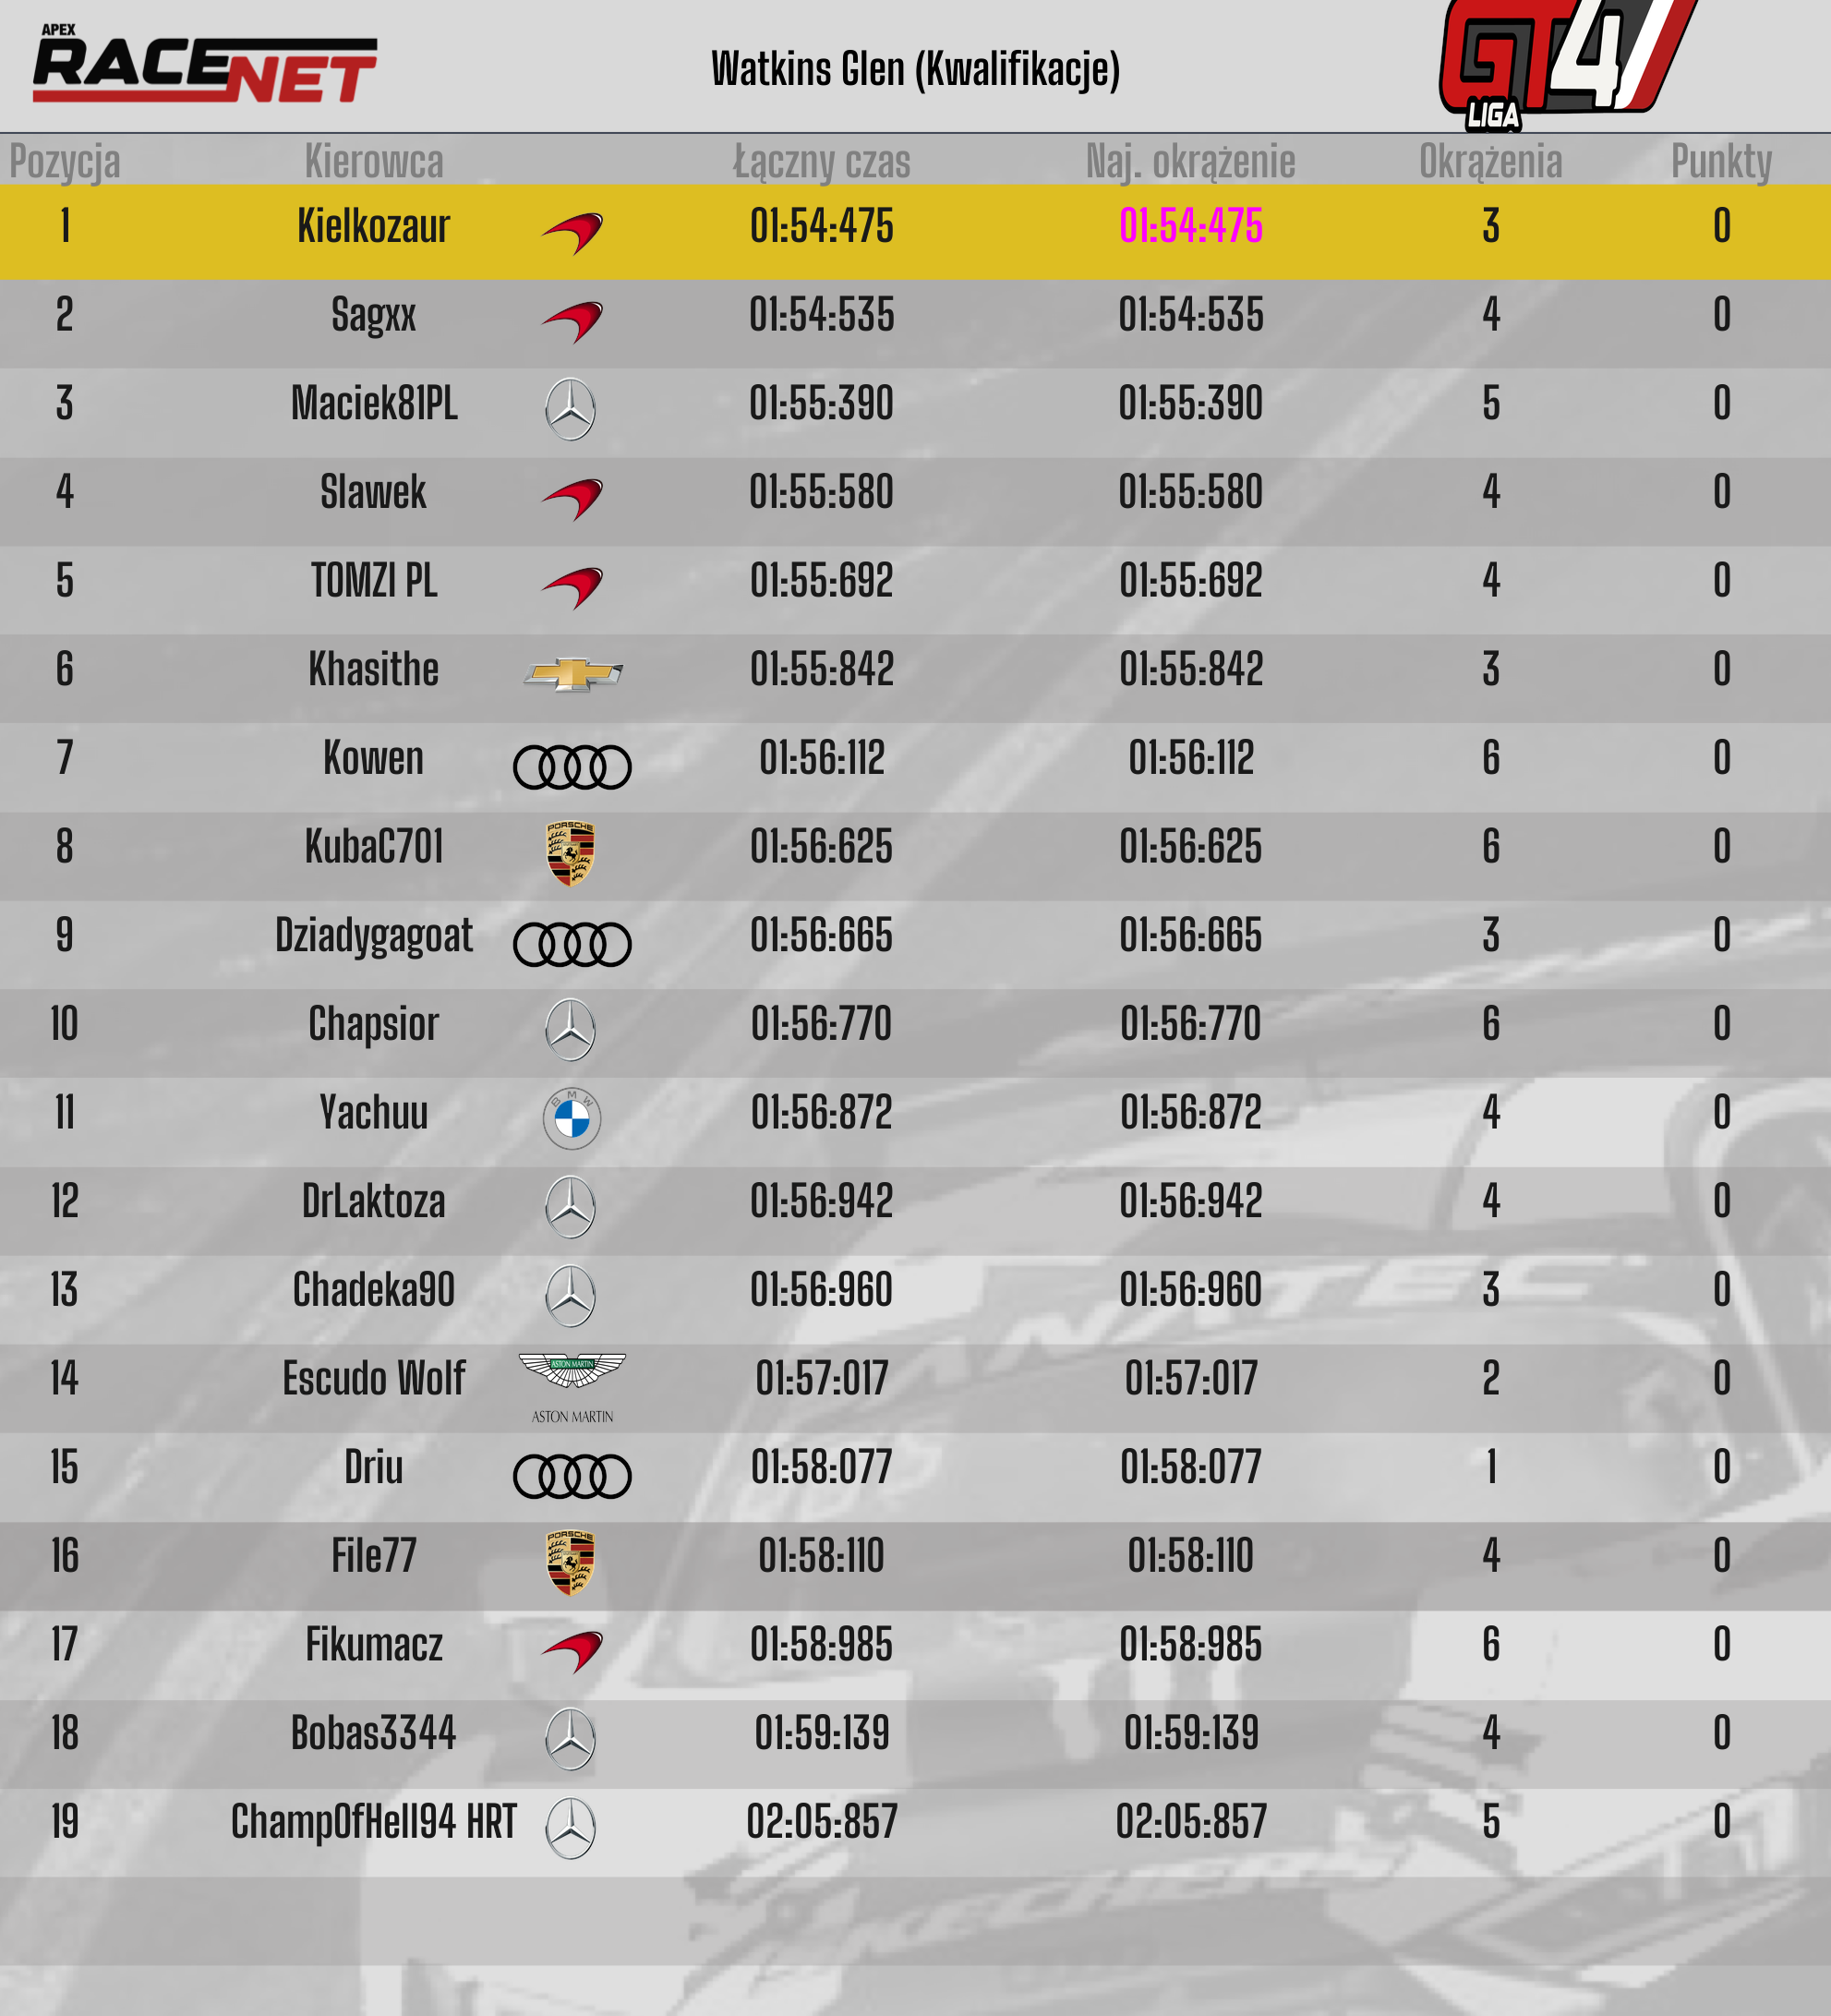 APEX
RACENET
Watkins Glen (Kwalifikacje)
GT4
LIGA
Pozycja Kierowca Łączny czas Naj. okrążenie Okrążenia Punkty
1 Kielkozaur 01:54:475 01:54:475 3 0
2 Sagxx 01:54:535 01:54:535 4 0
3 Maciek81PL 01:55:390 01:55:390 5 0
4 Slawek 01:55:580 01:55:580 4 0
5 TOMZI PL 01:55:692 01:55:692 4 0
6 Khasithe 01:55:842 01:55:842 3 0
7 Kowen 01:56:112 01:56:112 6 0
8 KubaC701 PORSCHE 01:56:625 01:56:625 6 0
9 Dziadygagoat 01:56:665 01:56:665 3 0
10 Chapsior 01:56:770 01:56:770 6 0
11 Yachuu BMW 01:56:872 01:56:872 4 0
12 DrLaktoza 01:56:942 01:56:942 4 0
13 Chadeka90 01:56:960 01:56:960 3 0
14 Escudo Wolf ASTON MARTIN 01:57:017 01:57:017 2 0
ASTON MARTIN
15 Driu 01:58:077 01:58:077 1 0
16 File77 PORSCHE 01:58:110 01:58:110 4 0
17 Fikumacz 01:58:985 01:58:985 6 0
18 Bobas3344 01:59:139 01:59:139 4 0
19 ChampOfHell94 HRT 02:05:857 02:05:857 5 0